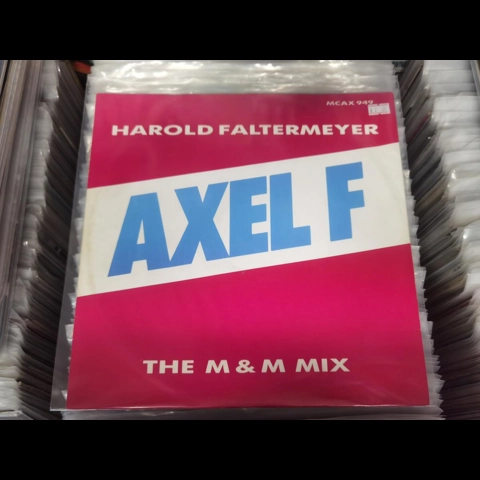 MCAX 949
HAROLD FALTERMEYER
AXEL F
THE M & M MIX